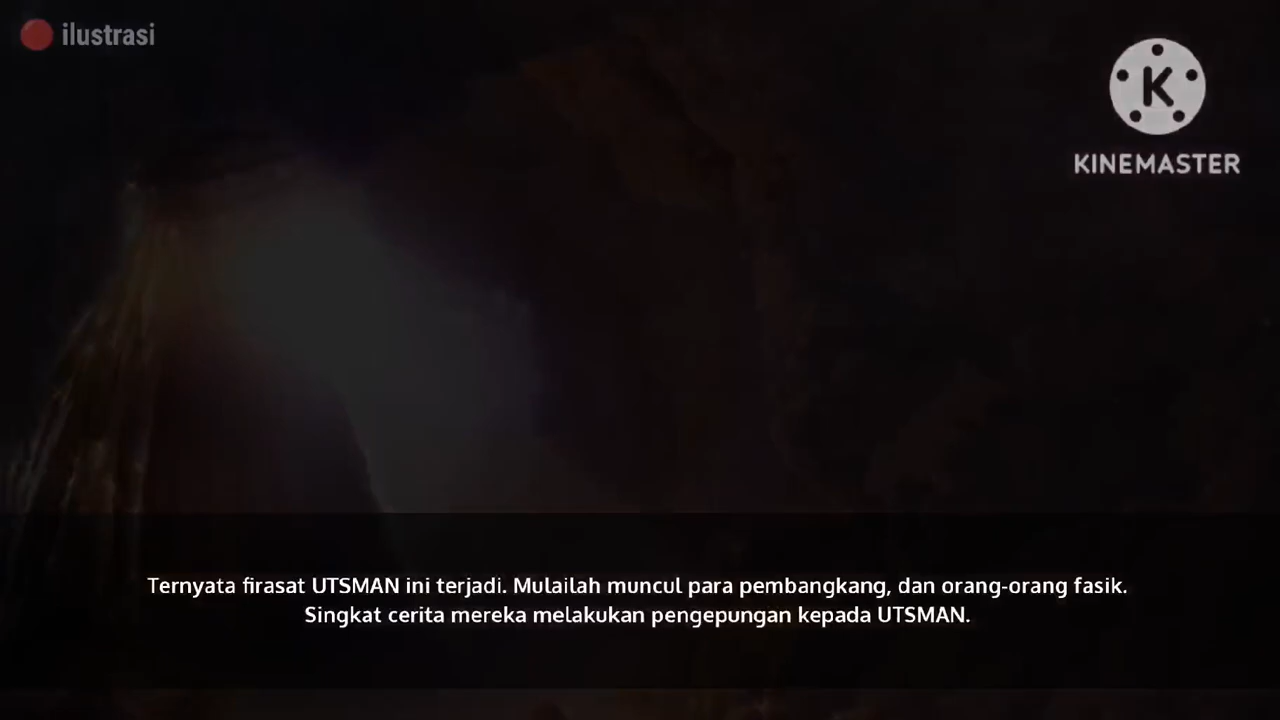 ilustrasi
K
KINEMASTER
Ternyata firasat UTSMAN ini terjadi. Mulailah muncul para pembangkang, dan orang-orang fasik.
Singkat cerita mereka melakukan pengepungan kepada UTSMAN.